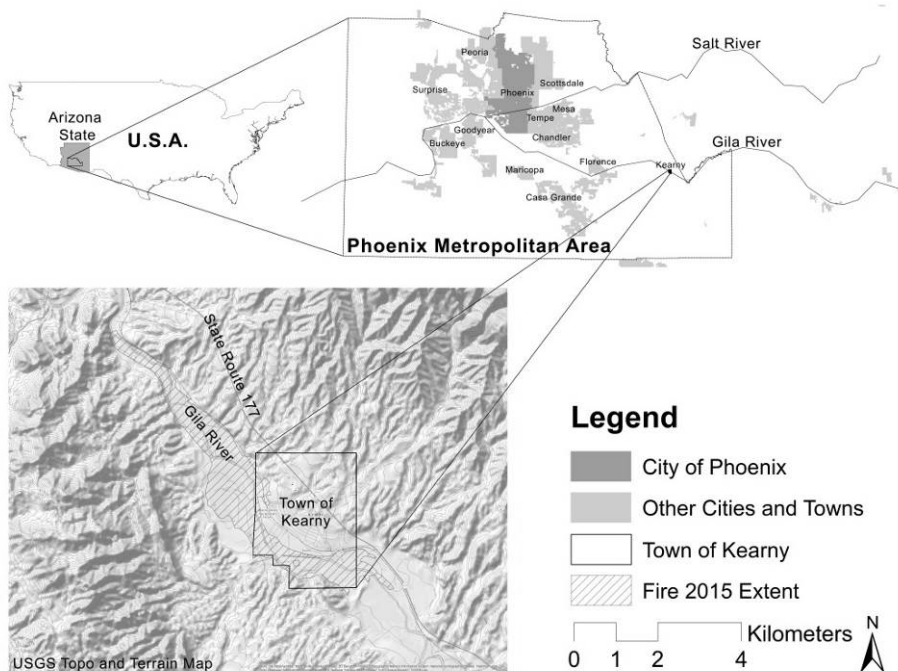 Salt River
Peoria
Scottsdale
Surprise
Phoenix
Arizona
State
U.S.A.
Mesa
Tempe
Goodyear
Chandler
Buckeye
Gila River
Florence
Kearny
Maricopa
Casa Grande
Phoenix Metropolitan Area
State Route 177
Gila River
Town of
Kearny
Legend
City of Phoenix
Other Cities and Towns
Town of Kearny
Fire 2015 Extent
Kilometers
N
0 1 2 4
USGS Topo and Terrain Map